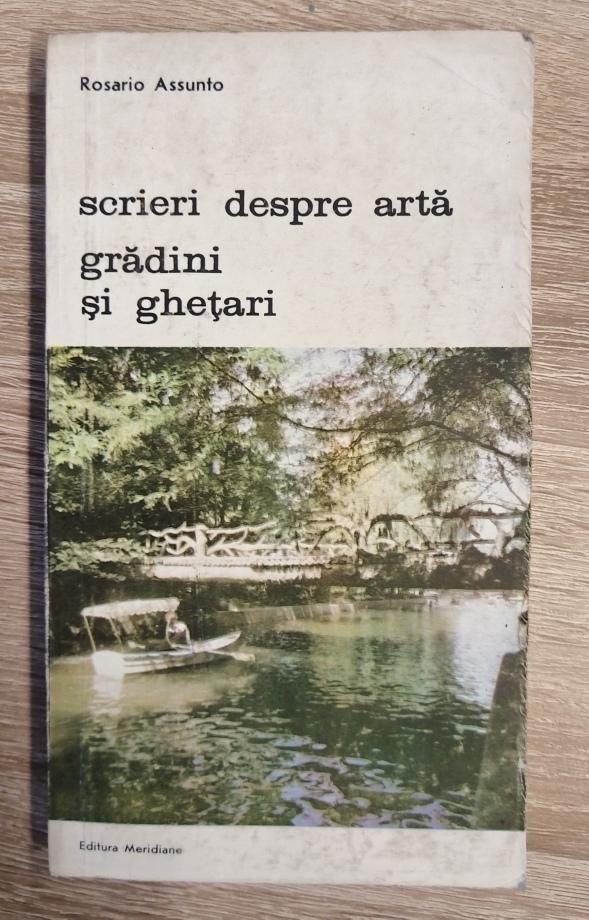 Rosario Assunto
scrieri despre artă
grădini
şi gheţari
Editura Meridiane